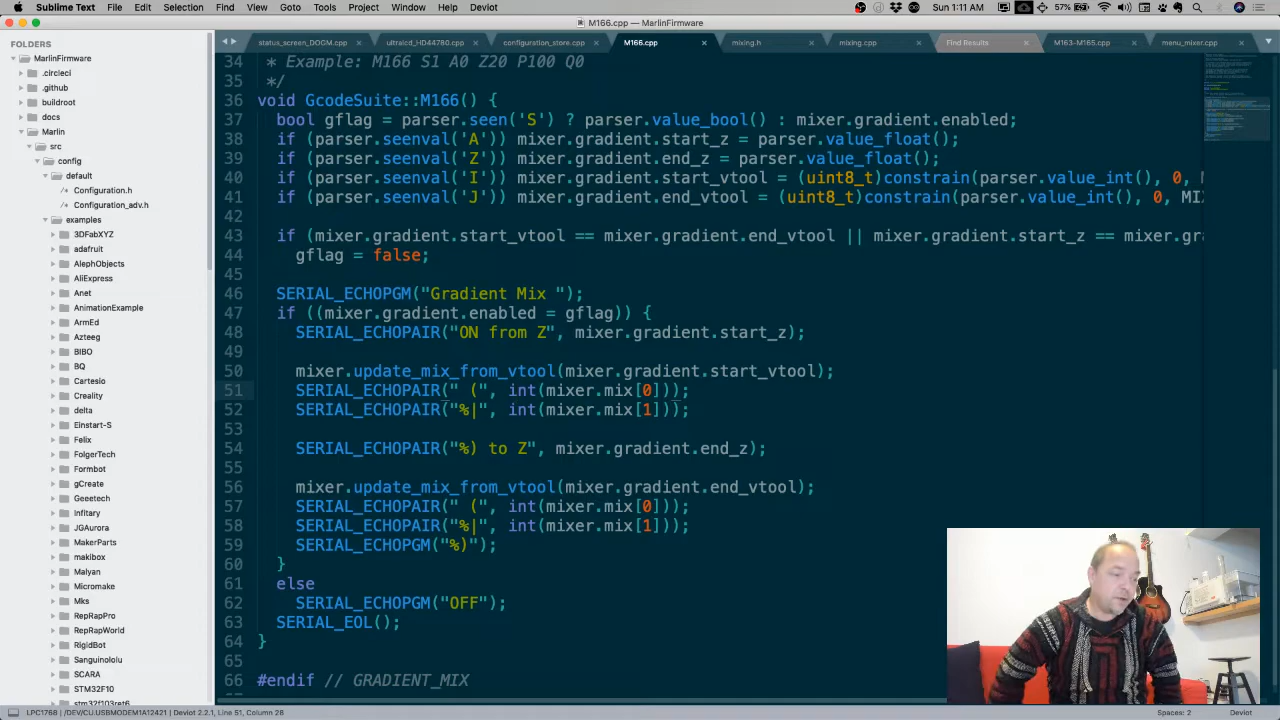 Sublime Text File Edit Selection Find View Goto Tools Project Window Help Deviot
57% Sun 1:11 AM
M166.cpp — MarlinFirmware
FOLDERS
MarlinFirmware
.circleci
.github
buildroot
docs
Marlin
src
config
default
/* Configuration.h
/* Configuration_adv.h
examples
3DFabXYZ
adafruit
AlephObjects
AliExpress
Anet
AnimationExample
ArmEd
Azteeg
BIBO
BQ
Cartesio
Creality
delta
Einstart-S
Felix
FolgerTech
Formbot
gCreate
Geeetech
Infitary
JGAurora
MakerParts
makibox
Malyan
Micromake
Mks
RepRapPro
RepRapWorld
RigidBot
Sanguinololu
SCARA
STM32F10
stm32f103ret6
status_screen_DOGM.cpp ultralcd_HD44780.cpp configuration_store.cpp M166.cpp mixing.h mixing.cpp Find Results M163-M165.cpp menu_mixer.cpp
34 * Example: M166 S1 A0 Z20 P100 Q0
35 */
36 void GcodeSuite::M166() {
37 bool gflag = parser.seen('S') ? parser.value_bool() : mixer.gradient.enabled;
38 if (parser.seenval('A')) mixer.gradient.start_z = parser.value_float();
39 if (parser.seenval('Z')) mixer.gradient.end_z = parser.value_float();
40 if (parser.seenval('I')) mixer.gradient.start_vtool = (uint8_t)constrain(parser.value_int(), 0, M
41 if (parser.seenval('J')) mixer.gradient.end_vtool = (uint8_t)constrain(parser.value_int(), 0, MIX
42
43 if (mixer.gradient.start_vtool == mixer.gradient.end_vtool || mixer.gradient.start_z == mixer.gra
44 gflag = false;
45
46 SERIAL_ECHOPGM("Gradient Mix ");
47 if ((mixer.gradient.enabled = gflag)) {
48 SERIAL_ECHOPAIR("ON from Z", mixer.gradient.start_z);
49
50 mixer.update_mix_from_vtool(mixer.gradient.start_vtool);
51 SERIAL_ECHOPAIR(" (", int(mixer.mix[0]));
52 SERIAL_ECHOPAIR("%|", int(mixer.mix[1]));
53
54 SERIAL_ECHOPAIR("%) to Z", mixer.gradient.end_z);
55
56 mixer.update_mix_from_vtool(mixer.gradient.end_vtool);
57 SERIAL_ECHOPAIR(" (", int(mixer.mix[0]));
58 SERIAL_ECHOPAIR("%|", int(mixer.mix[1]));
59 SERIAL_ECHOPGM("%)");
60 }
61 else
62 SERIAL_ECHOPGM("OFF");
63 SERIAL_EOL();
64 }
65
66 #endif // GRADIENT_MIX
LPC1768 | /DEV/CU.USBMODEM1A12421 | Deviot 2.2.1, Line 51, Column 28
Spaces: 2 Deviot